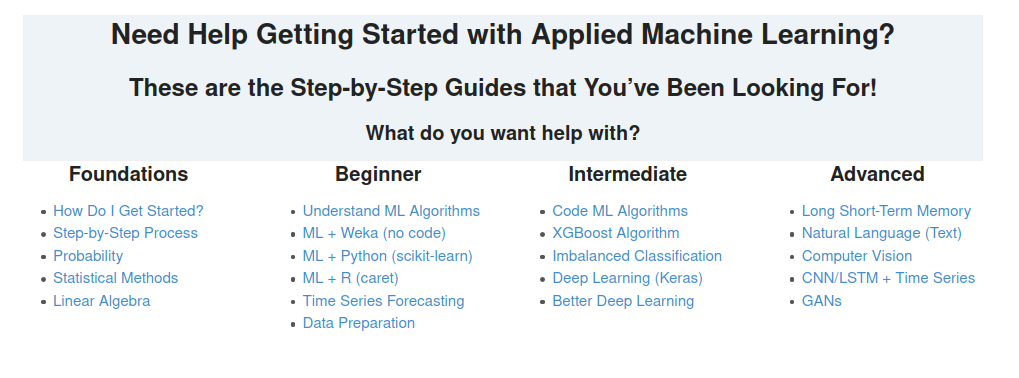 Need Help Getting Started with Applied Machine Learning?
These are the Step-by-Step Guides that You’ve Been Looking For!
What do you want help with?
Foundations
How Do I Get Started?
Step-by-Step Process
Probability
Statistical Methods
Linear Algebra
Beginner
Understand ML Algorithms
ML + Weka (no code)
ML + Python (scikit-learn)
ML + R (caret)
Time Series Forecasting
Data Preparation
Intermediate
Code ML Algorithms
XGBoost Algorithm
Imbalanced Classification
Deep Learning (Keras)
Better Deep Learning
Advanced
Long Short-Term Memory
Natural Language (Text)
Computer Vision
CNN/LSTM + Time Series
GANs